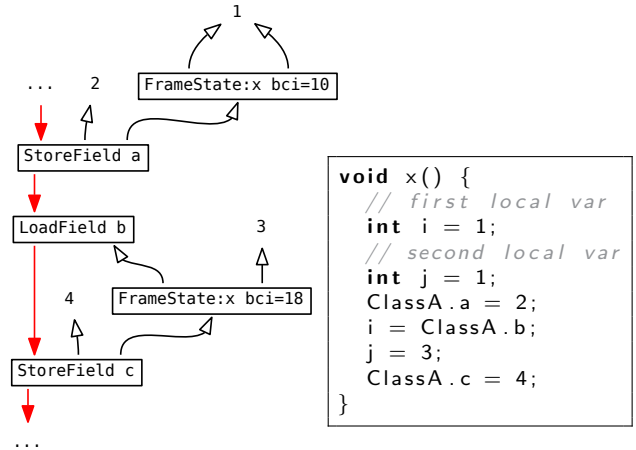 1
... 2
FrameState:x bci=10
StoreField a
LoadField b
3
4
FrameState:x bci=18
StoreField c
...
void x() {
// first local var
int i = 1;
// second local var
int j = 1;
ClassA.a = 2;
i = ClassA.b;
j = 3;
ClassA.c = 4;
}